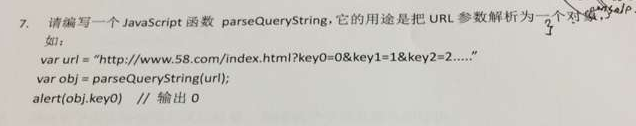 7. 请编写一个 JavaScript 函数 parseQueryString，它的用途是把 URL 参数解析为一个对象，
如：
var url = "http://www.58.com/index.html?key0=0&key1=1&key2=2....."
var obj = parseQueryString(url);
alert(obj.key0) // 输出 0